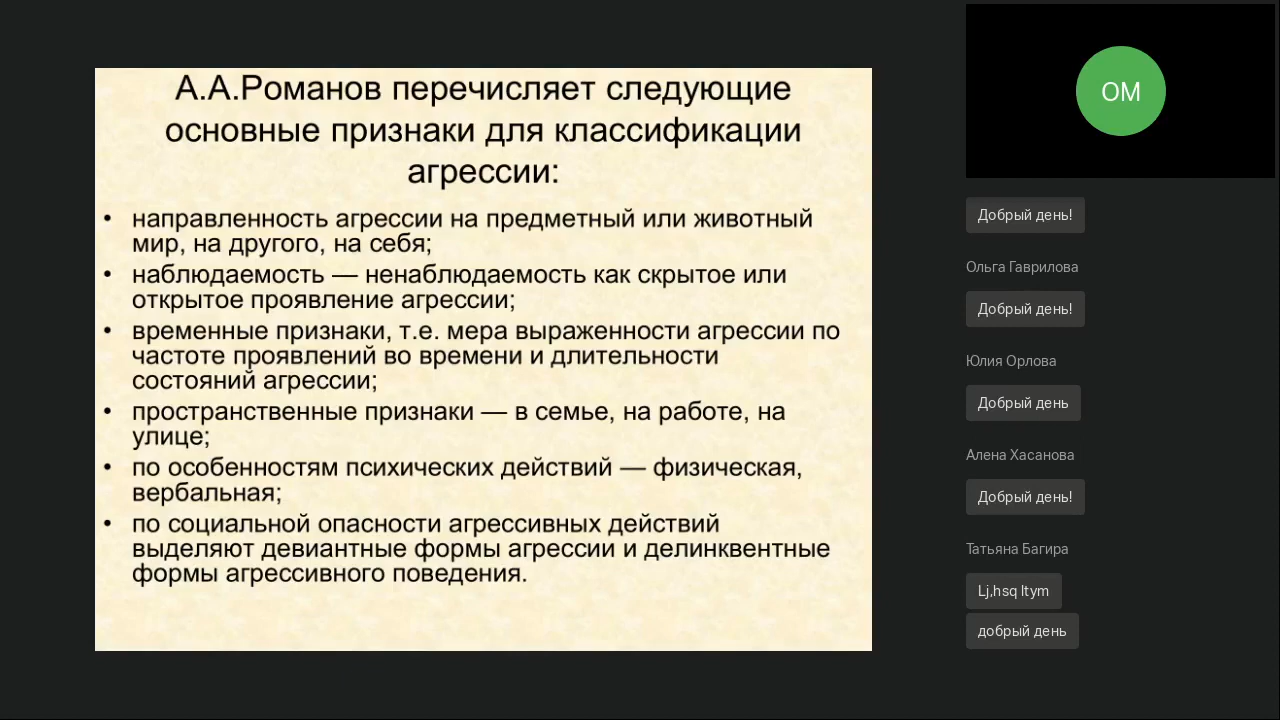 А.А.Романов перечисляет следующие
основные признаки для классификации
агрессии:
• направленность агрессии на предметный или животный
мир, на другого, на себя;
• наблюдаемость — ненаблюдаемость как скрытое или
открытое проявление агрессии;
• временные признаки, т.е. мера выраженности агрессии по
частоте проявлений во времени и длительности
состояний агрессии;
• пространственные признаки — в семье, на работе, на
улице;
• по особенностям психических действий — физическая,
вербальная;
• по социальной опасности агрессивных действий
выделяют девиантные формы агрессии и делинквентные
формы агрессивного поведения.
ОМ
Добрый день!
Ольга Гаврилова
Добрый день!
Юлия Орлова
Добрый день
Алена Хасанова
Добрый день!
Татьяна Багира
Lj,hsq ltym
добрый день